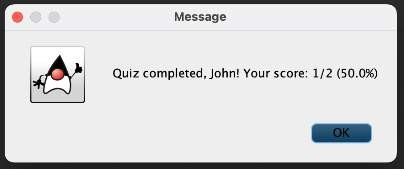 Message
Quiz completed, John! Your score: 1/2 (50.0%)
OK